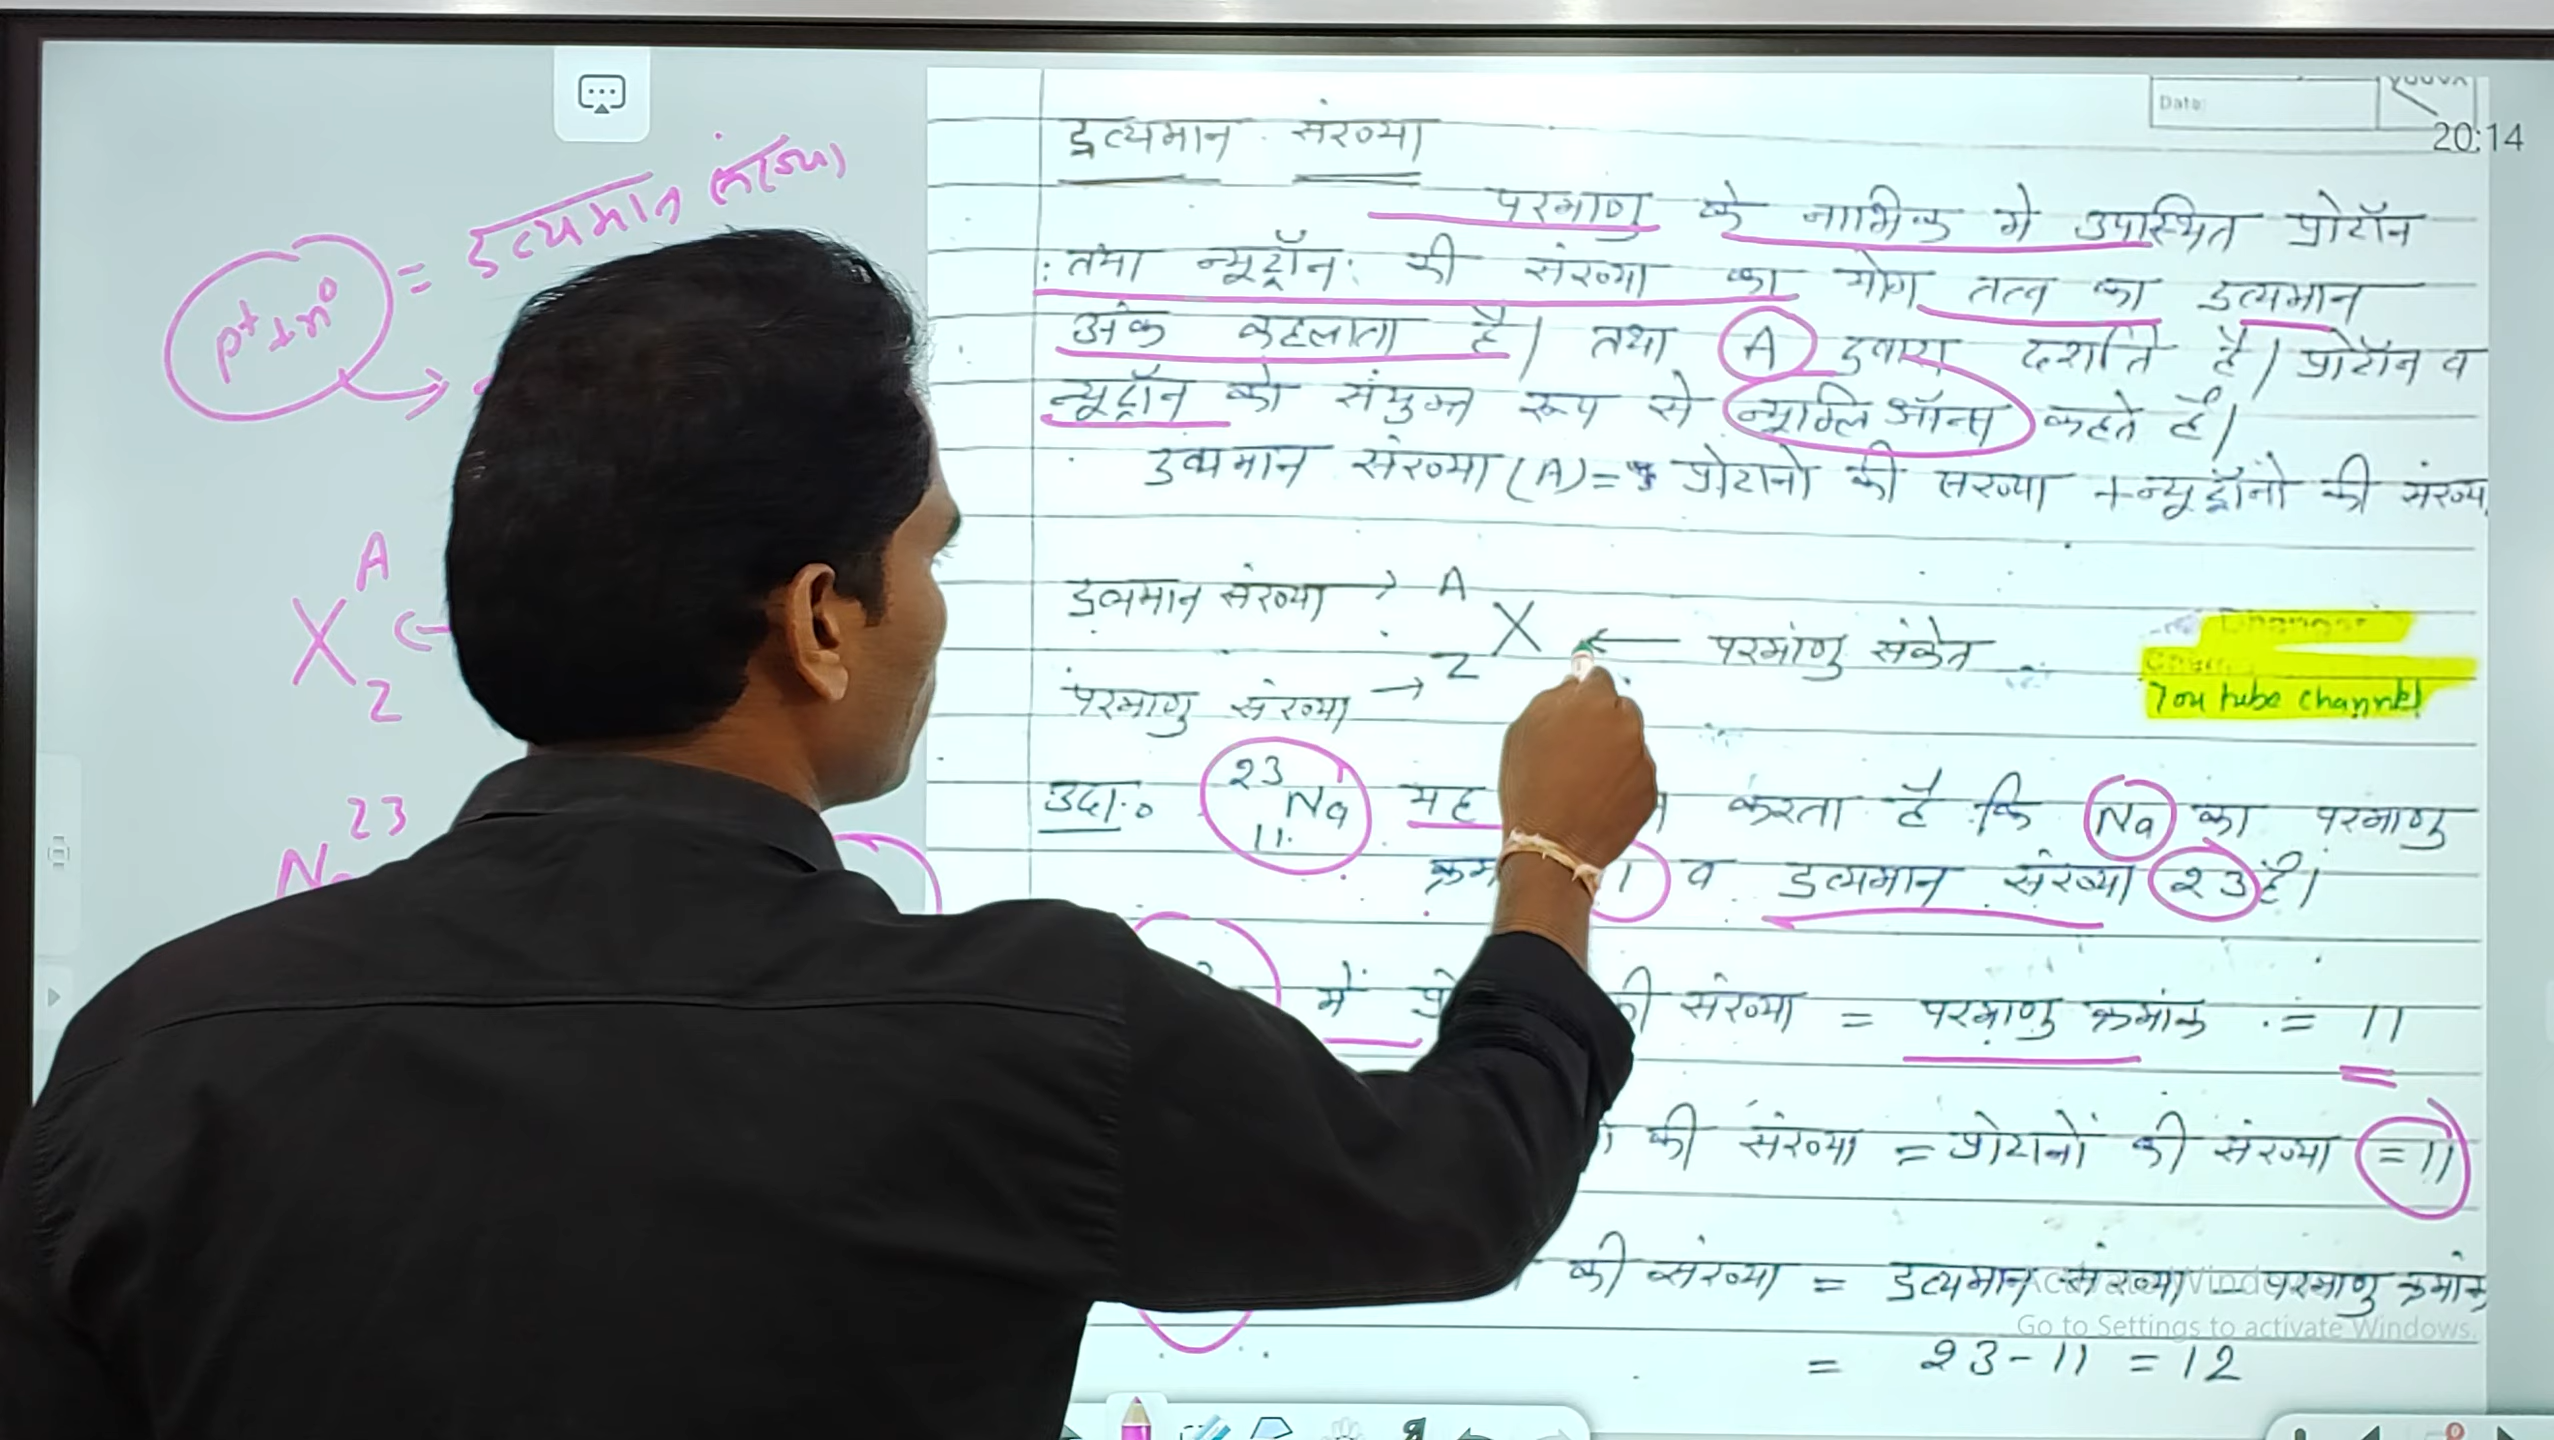 द्रव्यमान संख्या
p⁺ + n⁰ = द्रव्यमान संख्या
A
X
Z
23
Date:
20:14
द्रव्यमान संख्या
परमाणु के नाभिक मे उपस्थित प्रोटॉन
तथा न्यूट्रॉन की संख्या का योग तत्व का द्रव्यमान
अंक कहलाता है। तथा A द्वारा दर्शाते है। प्रोटॉन व
न्यूट्रॉन को संयुक्त रूप से न्यूक्लिऑन्स कहते हैं।
द्रव्यमान संख्या (A) = प्रोटानो की संख्या + न्यूट्रॉनो की संख्या
द्रव्यमान संख्या → A
X ← परमाणु संकेत
परमाणु संख्या → Z
You tube channel
उदा० 23 Na 11 यह करता है कि Na का परमाणु
व द्रव्यमान संख्या 23 है।
में की संख्या = परमाणु क्रमांक = 11
की संख्या = प्रोटानों की संख्या = 11
की संख्या = द्रव्यमान संख्या - परमाणु क्रमांक
Go to Settings to activate Windows.
= 23 - 11 = 12